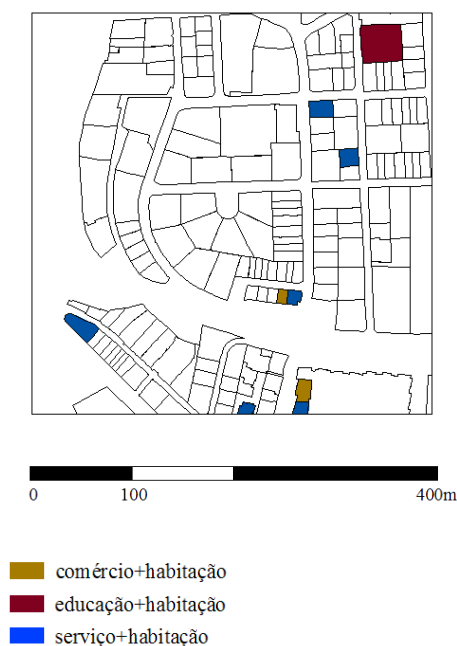 0 100 400m
comércio+habitação
educação+habitação
serviço+habitação